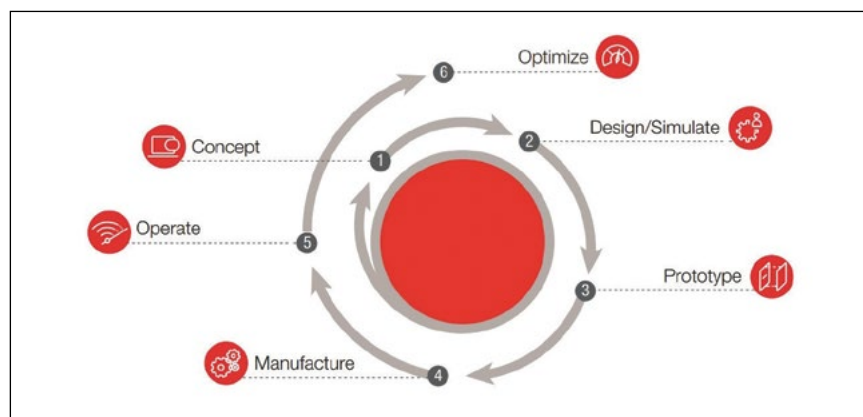 6
Optimize
Design/Simulate
2
1
Concept
Operate
5
Prototype
3
Manufacture
4